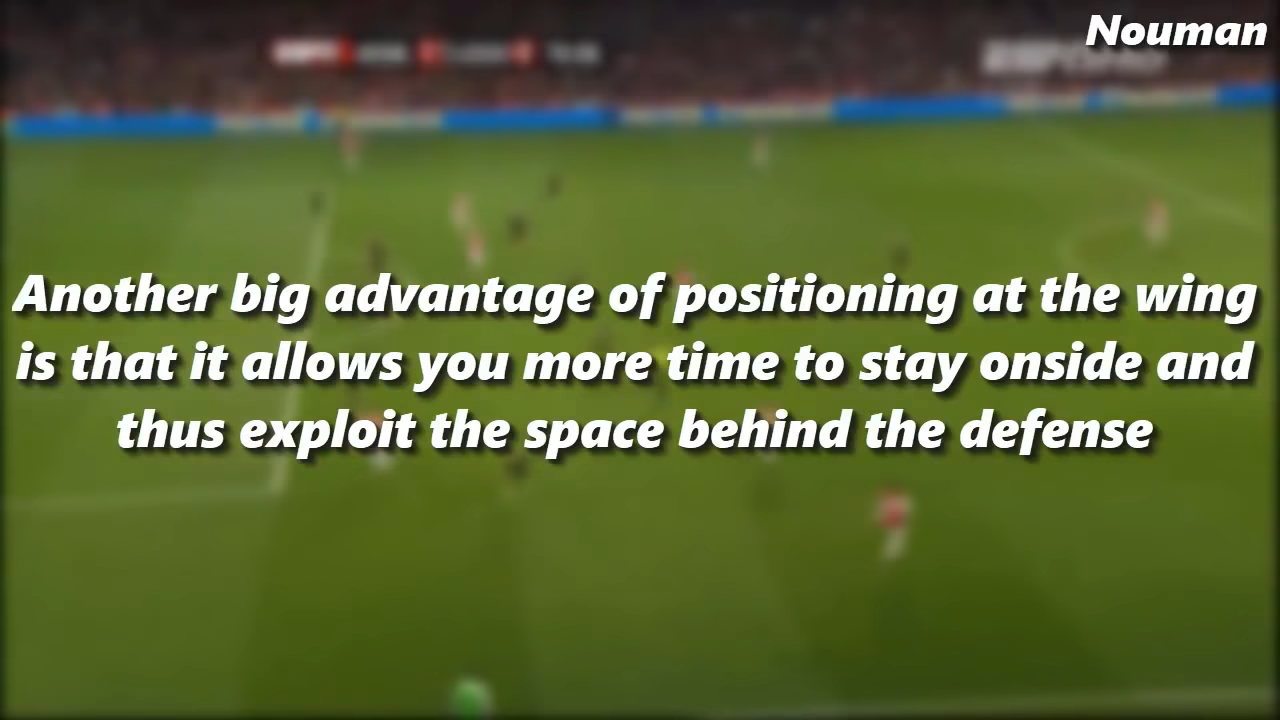 Nouman
Another big advantage of positioning at the wing
is that it allows you more time to stay onside and
thus exploit the space behind the defense